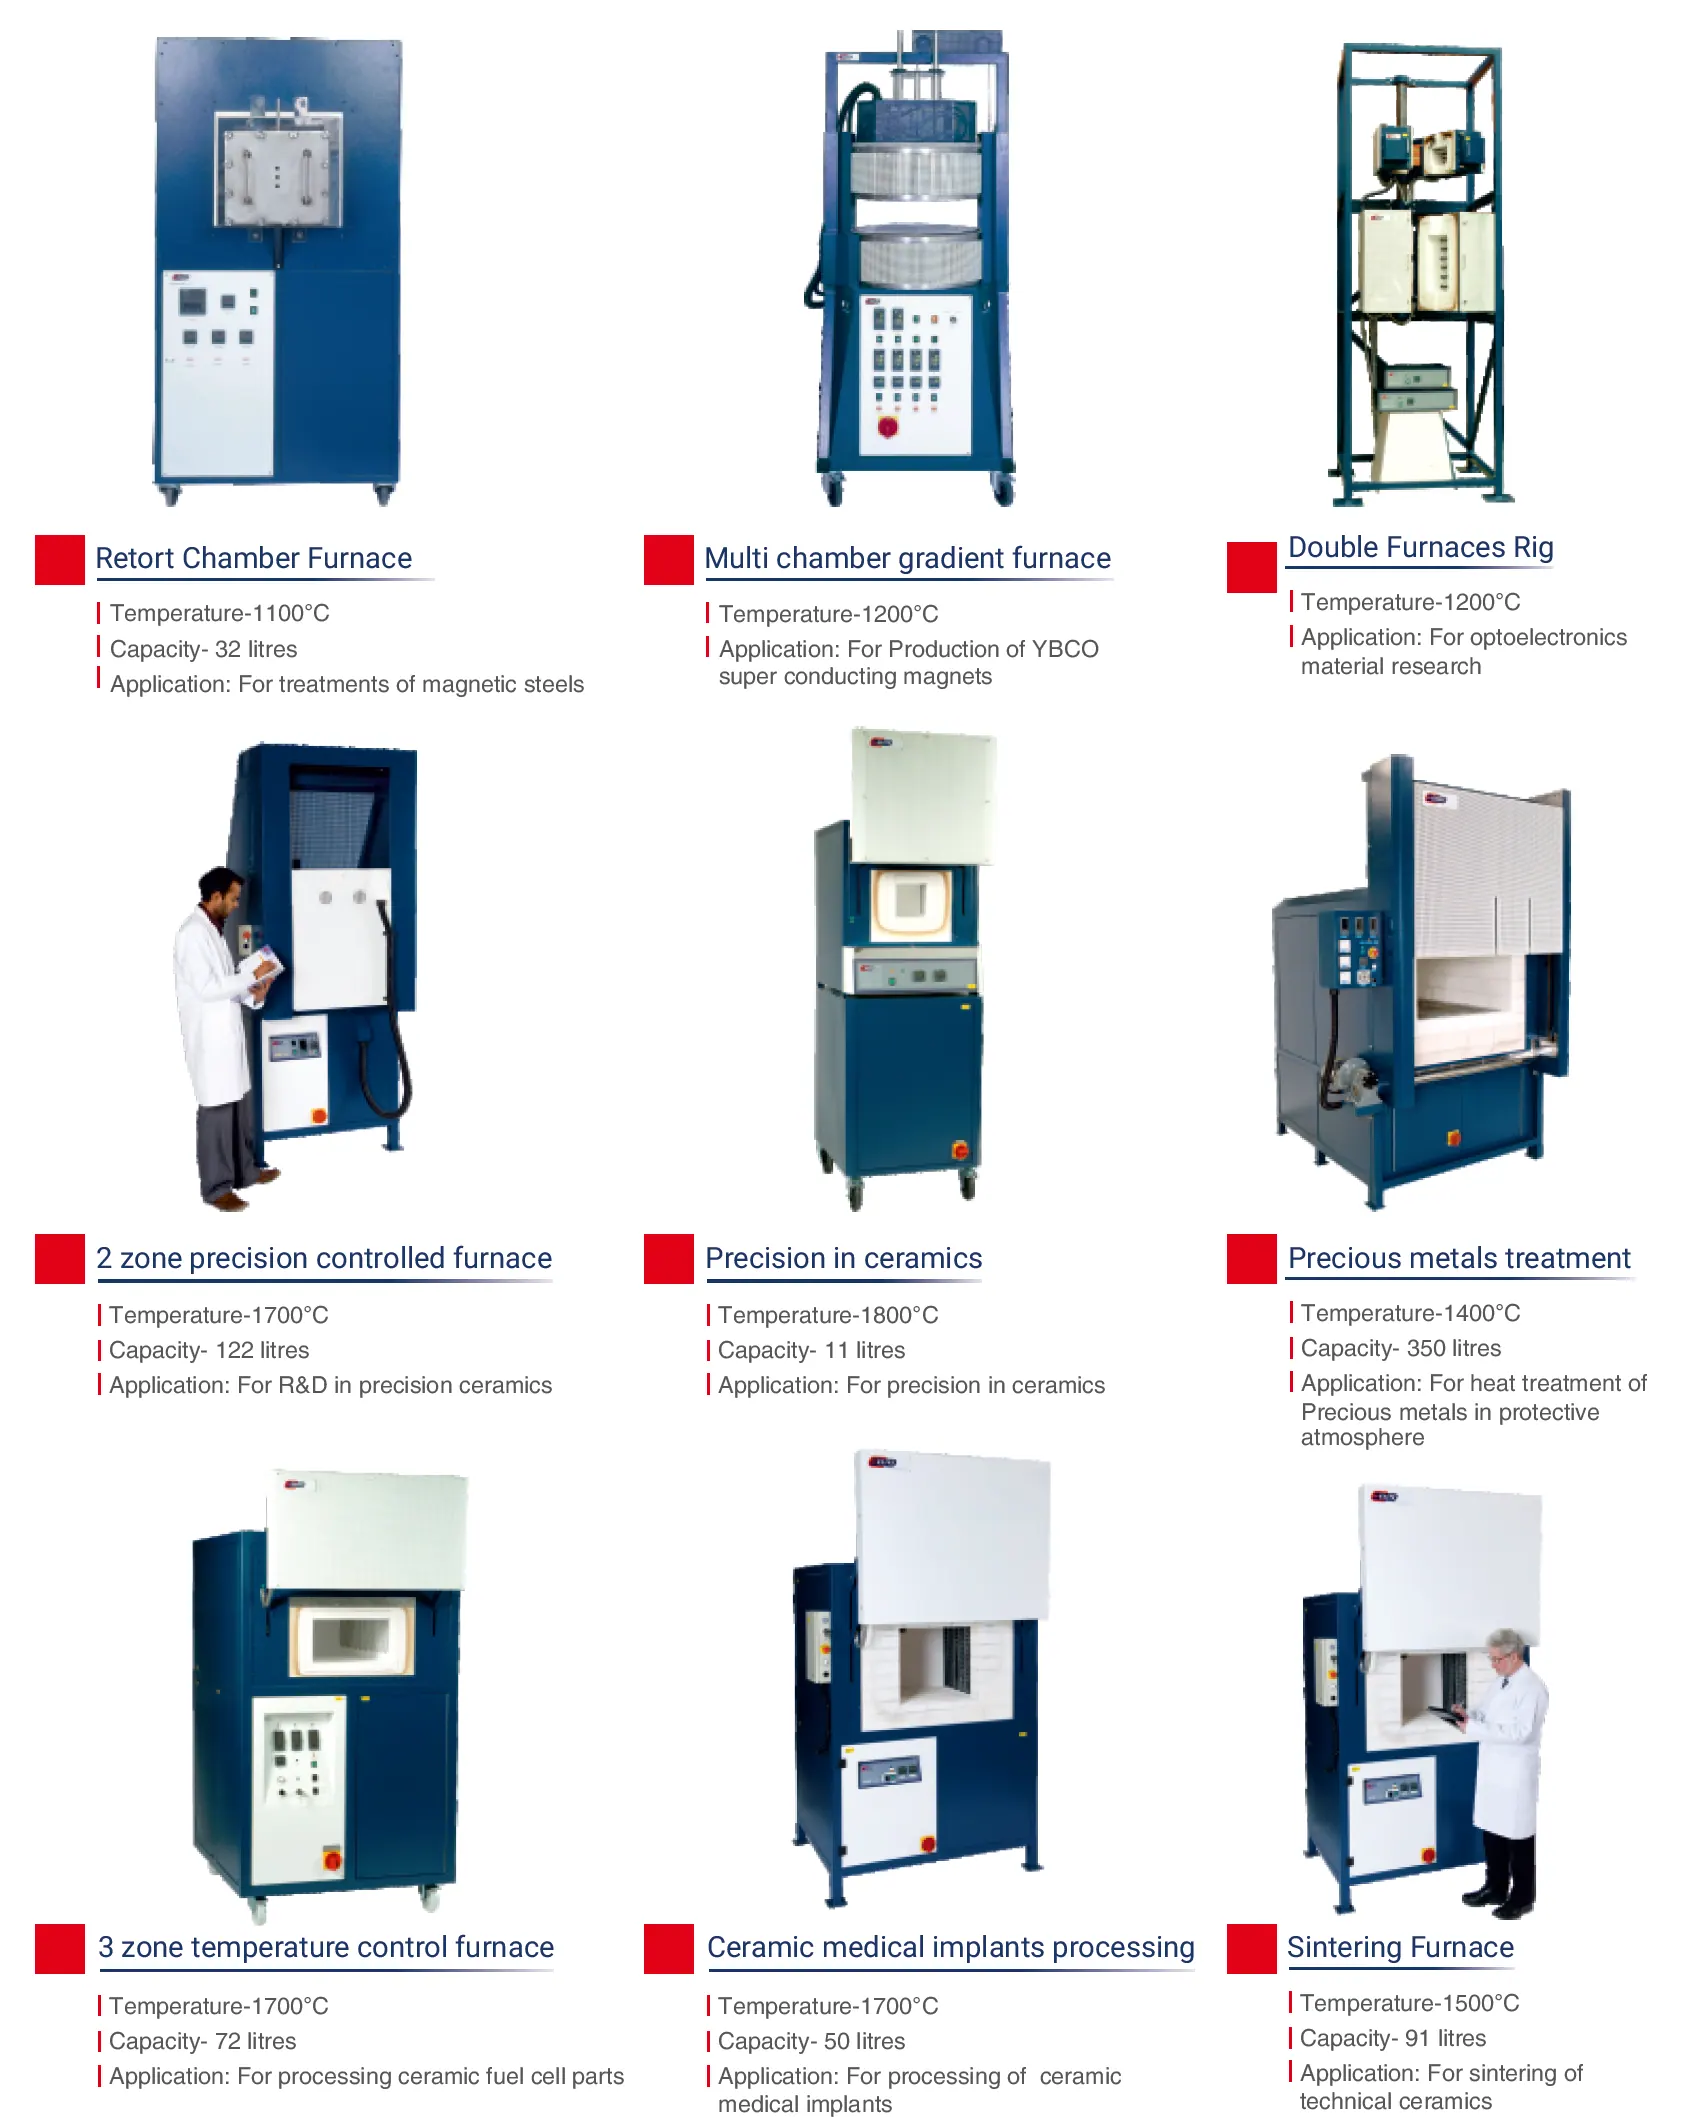 Retort Chamber Furnace
Temperature-1100°C
Capacity- 32 litres
Application: For treatments of magnetic steels
Multi chamber gradient furnace
Temperature-1200°C
Application: For Production of YBCO
super conducting magnets
Double Furnaces Rig
Temperature-1200°C
Application: For optoelectronics
material research
2 zone precision controlled furnace
Temperature-1700°C
Capacity- 122 litres
Application: For R&D in precision ceramics
Precision in ceramics
Temperature-1800°C
Capacity- 11 litres
Application: For precision in ceramics
Precious metals treatment
Temperature-1400°C
Capacity- 350 litres
Application: For heat treatment of
Precious metals in protective
atmosphere
3 zone temperature control furnace
Temperature-1700°C
Capacity- 72 litres
Application: For processing ceramic fuel cell parts
Ceramic medical implants processing
Temperature-1700°C
Capacity- 50 litres
Application: For processing of  ceramic
medical implants
Sintering Furnace
Temperature-1500°C
Capacity- 91 litres
Application: For sintering of
technical ceramics